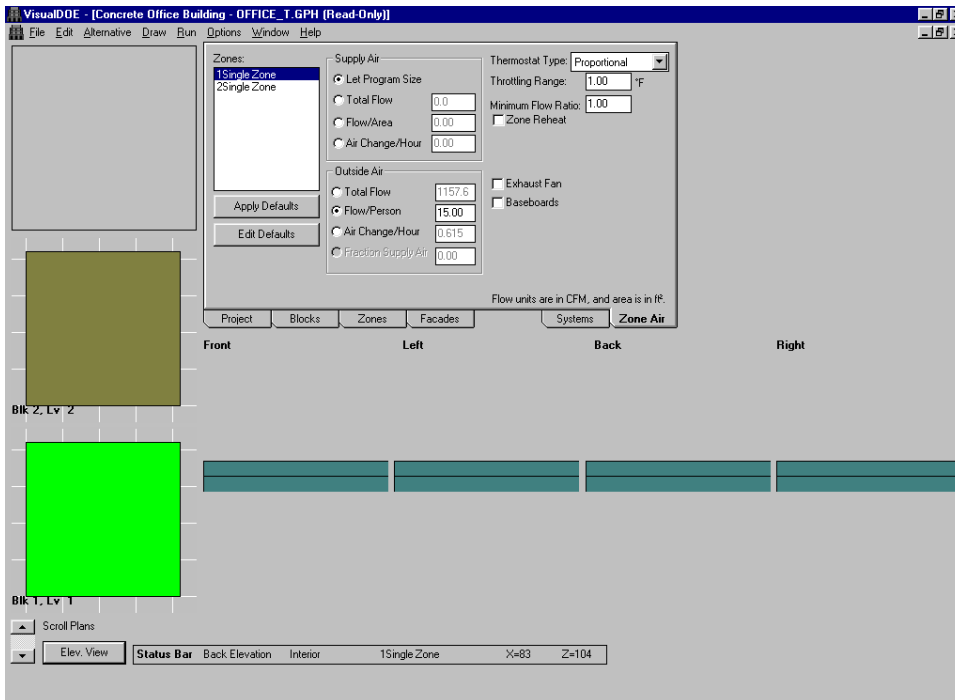 VisualDOE - [Concrete Office Building - OFFICE_T.GPH (Read-Only)]
File Edit Alternative Draw Run Options Window Help
Zones:
1Single Zone
2Single Zone
Apply Defaults
Edit Defaults
Supply Air
Let Program Size
Total Flow 0.0
Flow/Area 0.00
Air Change/Hour 0.00
Outside Air
Total Flow 1157.6
Flow/Person 15.00
Air Change/Hour 0.615
Fraction Supply Air 0.00
Thermostat Type: Proportional
Throttling Range: 1.00 °F
Minimum Flow Ratio: 1.00
Zone Reheat
Exhaust Fan
Baseboards
Flow units are in CFM, and area is in ft².
Project Blocks Zones Facades Systems Zone Air
Front Left Back Right
Blk 2, Lv 2
Blk 1, Lv 1
Scroll Plans
Elev. View
Status Bar Back Elevation Interior 1Single Zone X=83 Z=104